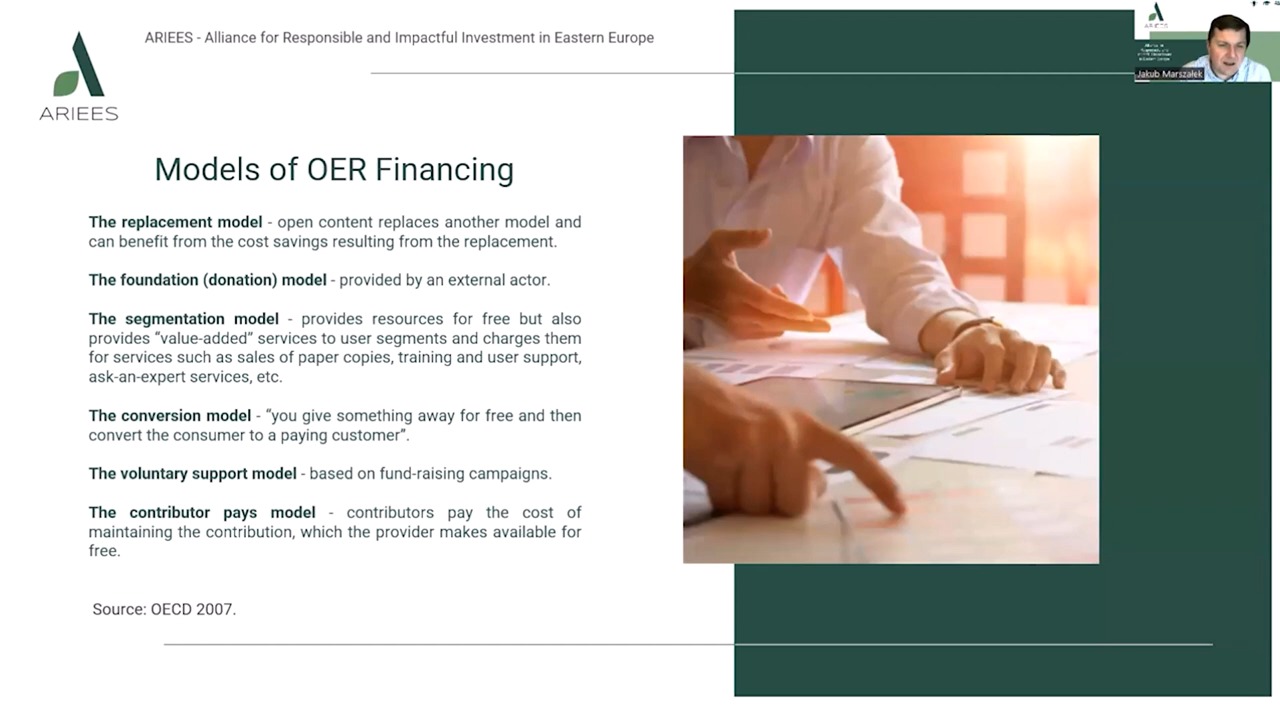 ARIEES - Alliance for Responsible and Impactful Investment in Eastern Europe
ARIEES
Jakub Marszałek
Models of OER Financing
The replacement model - open content replaces another model and
can benefit from the cost savings resulting from the replacement.
The foundation (donation) model - provided by an external actor.
The segmentation model - provides resources for free but also
provides “value-added” services to user segments and charges them
for services such as sales of paper copies, training and user support,
ask-an-expert services, etc.
The conversion model - “you give something away for free and then
convert the consumer to a paying customer”.
The voluntary support model - based on fund-raising campaigns.
The contributor pays model - contributors pay the cost of
maintaining the contribution, which the provider makes available for
free.
Source: OECD 2007.